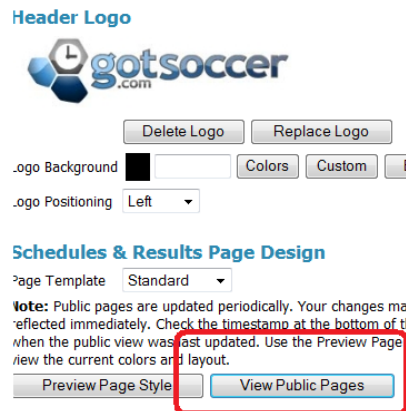 Header Logo
gotsoccer
.com
Delete Logo Replace Logo
Logo Background Colors Custom
Logo Positioning Left
Schedules & Results Page Design
Page Template Standard
Note: Public pages are updated periodically. Your changes ma
reflected immediately. Check the timestamp at the bottom of t
when the public view was last updated. Use the Preview Page
view the current colors and layout.
Preview Page Style View Public Pages